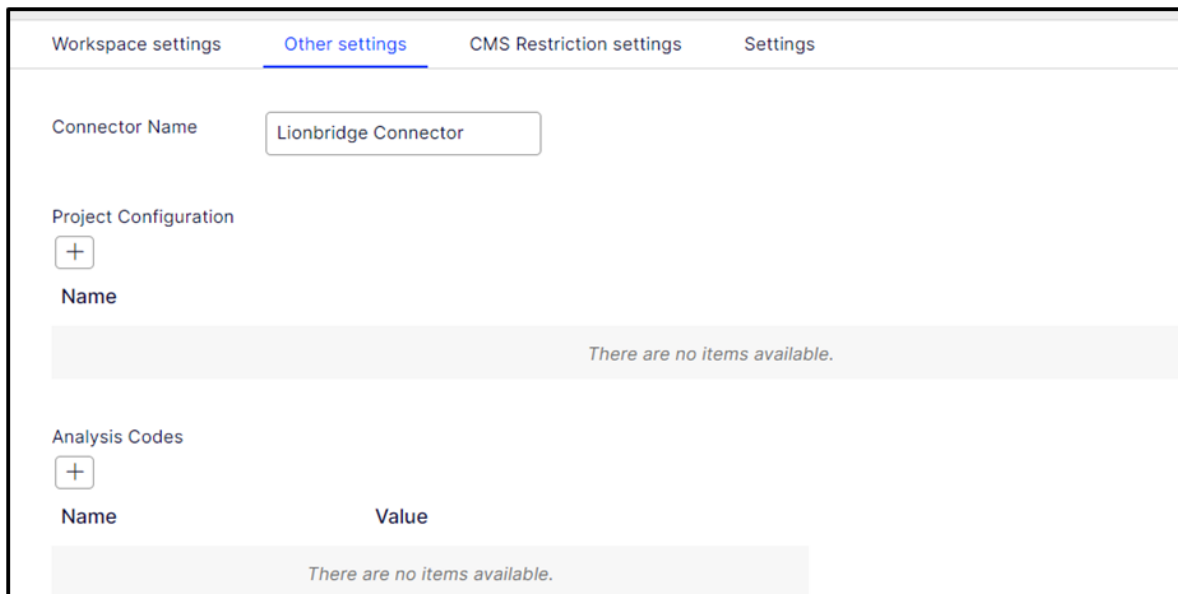 Workspace settings Other settings CMS Restriction settings Settings
Connector Name Lionbridge Connector
Project Configuration
+
Name
There are no items available.
Analysis Codes
+
Name Value
There are no items available.